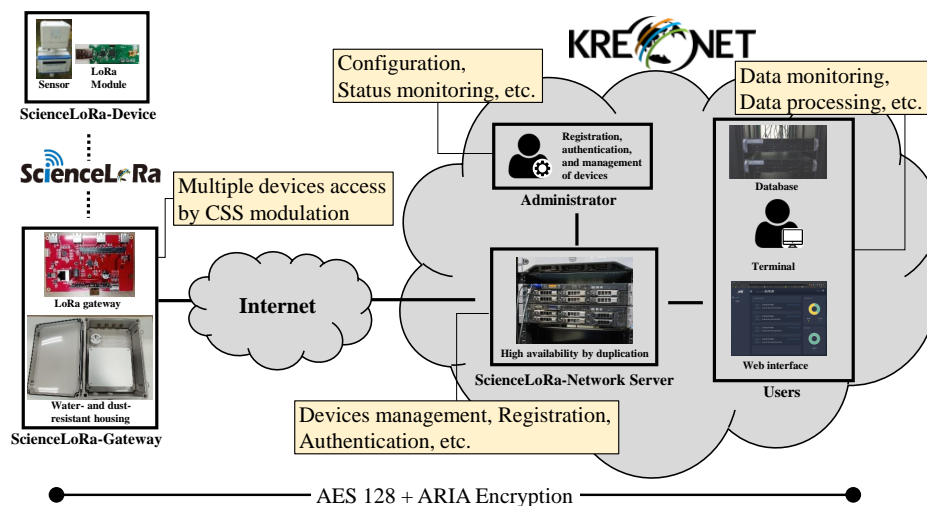 KREONET
Sensor
LoRa
Module
ScienceLoRa-Device
ScienceLoRa
Multiple devices access
by CSS modulation
LoRa gateway
Water- and dust-
resistant housing
ScienceLoRa-Gateway
Internet
Configuration,
Status monitoring, etc.
Registration,
authentication,
and management
of devices
Administrator
High availability by duplication
ScienceLoRa-Network Server
Devices management, Registration,
Authentication, etc.
Data monitoring,
Data processing, etc.
Database
Terminal
Web interface
Users
AES 128 + ARIA Encryption